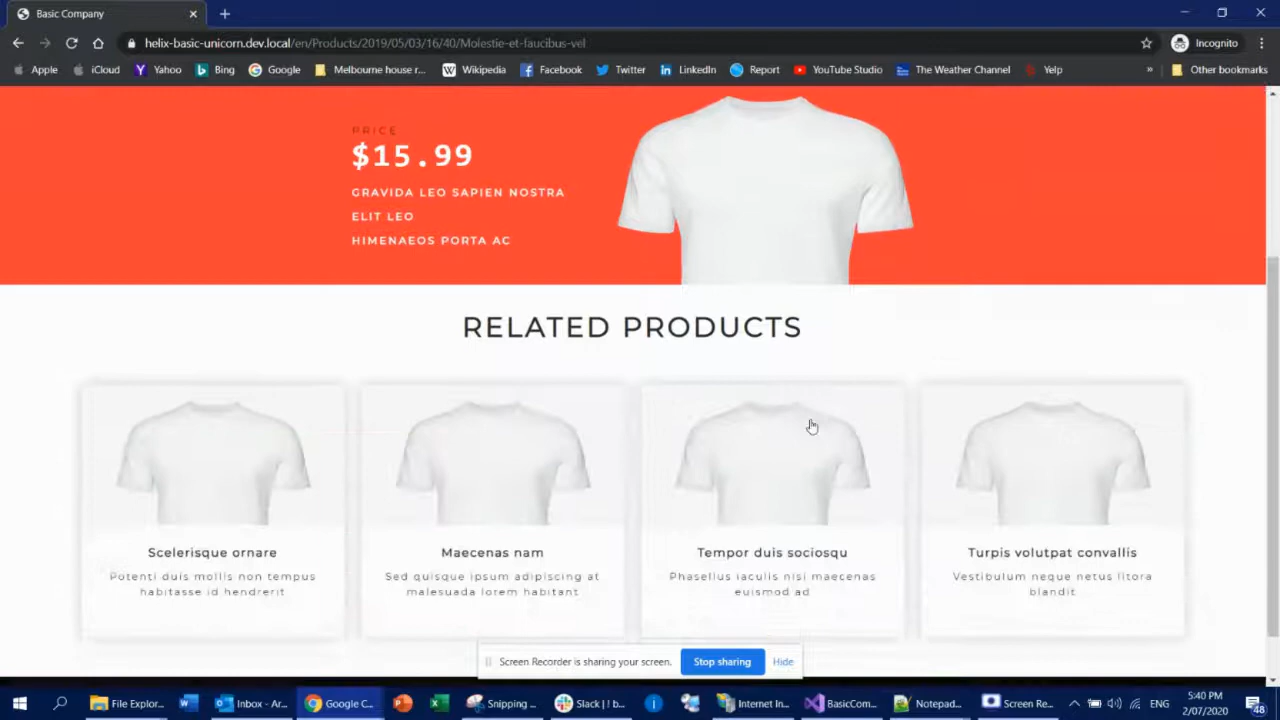 Basic Company
helix-basic-unicorn.dev.local/en/Products/2019/05/03/16/40/Molestie-et-faucibus-vel
Incognito
Apple iCloud Yahoo Bing Google Melbourne house r... Wikipedia Facebook Twitter LinkedIn Report YouTube Studio The Weather Channel Yelp » Other bookmarks
PRICE
$15.99
GRAVIDA LEO SAPIEN NOSTRA
ELIT LEO
HIMENAEOS PORTA AC
RELATED PRODUCTS
Scelerisque ornare
Potenti duis mollis non tempus
habitasse id hendrerit
Maecenas nam
Sed quisque ipsum adipiscing at
malesuada lorem habitant
Tempor duis sociosqu
Phasellus iaculis nisi maecenas
euismod ad
Turpis volutpat convallis
Vestibulum neque netus litora
blandit
Screen Recorder is sharing your screen. Stop sharing Hide
File Explor... Inbox - Ar... Google C... Snipping ... Slack | ! b... Internet In... BasicCom... Notepad... Screen Re... ENG 5:40 PM
2/07/2020 48